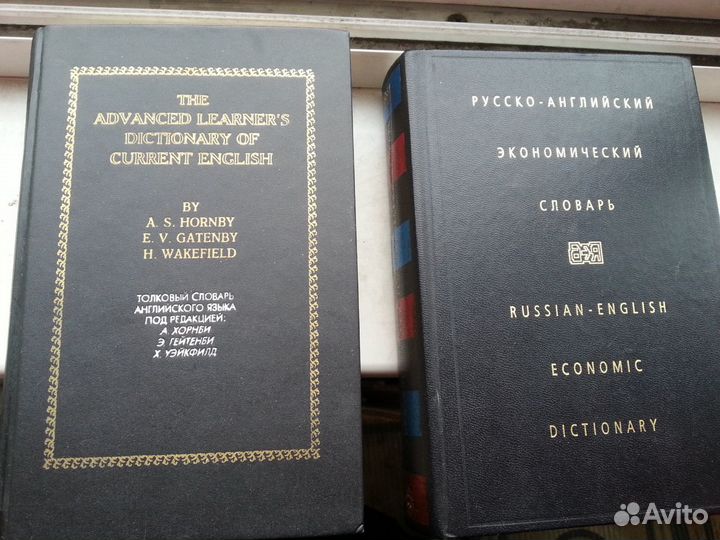 THE
ADVANCED LEARNER'S
DICTIONARY OF
CURRENT ENGLISH
BY
A. S. HORNBY
E. V. GATENBY
H. WAKEFIELD
ТОЛКОВЫЙ СЛОВАРЬ
АНГЛИЙСКОГО ЯЗЫКА
ПОД РЕДАКЦИЕЙ:
А. ХОРНБИ
Э. ГЕЙТЕНБИ
Х. УЭЙКФИЛД
РУССКО-АНГЛИЙСКИЙ
ЭКОНОМИЧЕСКИЙ
СЛОВАРЬ
RUSSIAN-ENGLISH
ECONOMIC
DICTIONARY
Avito